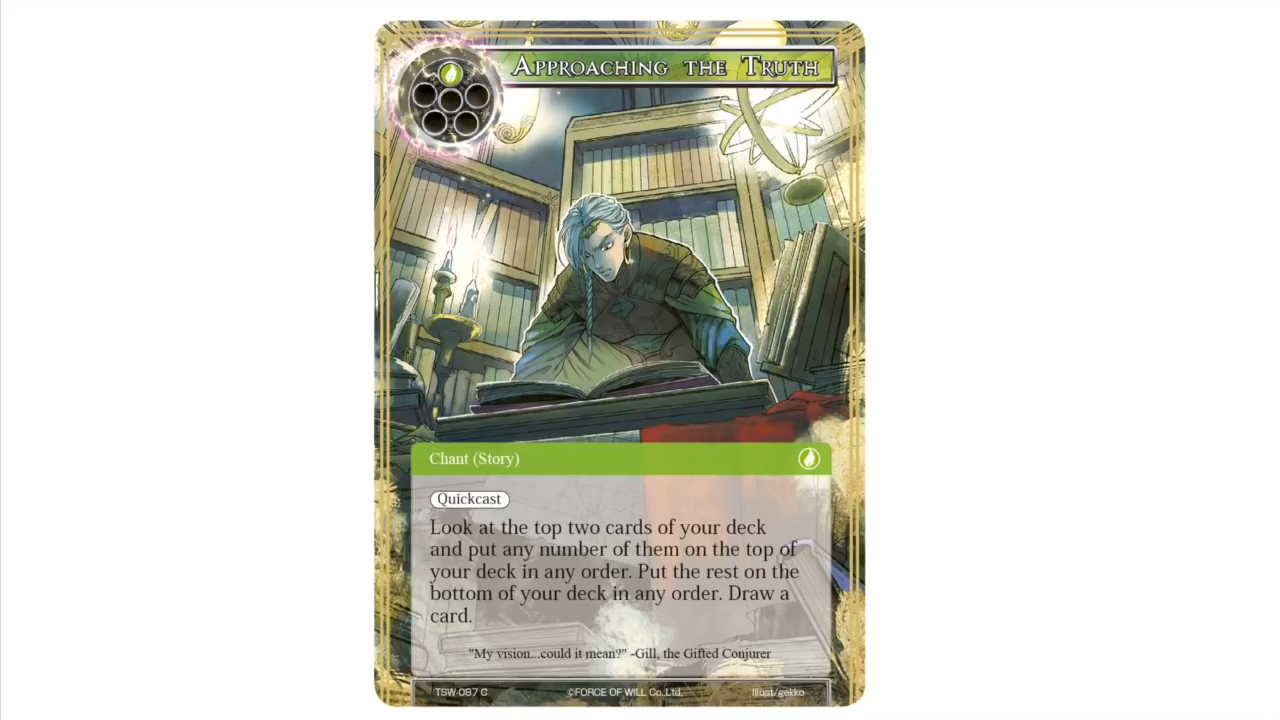 APPROACHING THE TRUTH
Chant (Story)
Quickcast
Look at the top two cards of your deck
and put any number of them on the top of
your deck in any order. Put the rest on the
bottom of your deck in any order. Draw a
card.
"My vision...could it mean?" -Gill, the Gifted Conjurer
TSW-087 C ©FORCE OF WILL Co.,Ltd. Illust/gekko